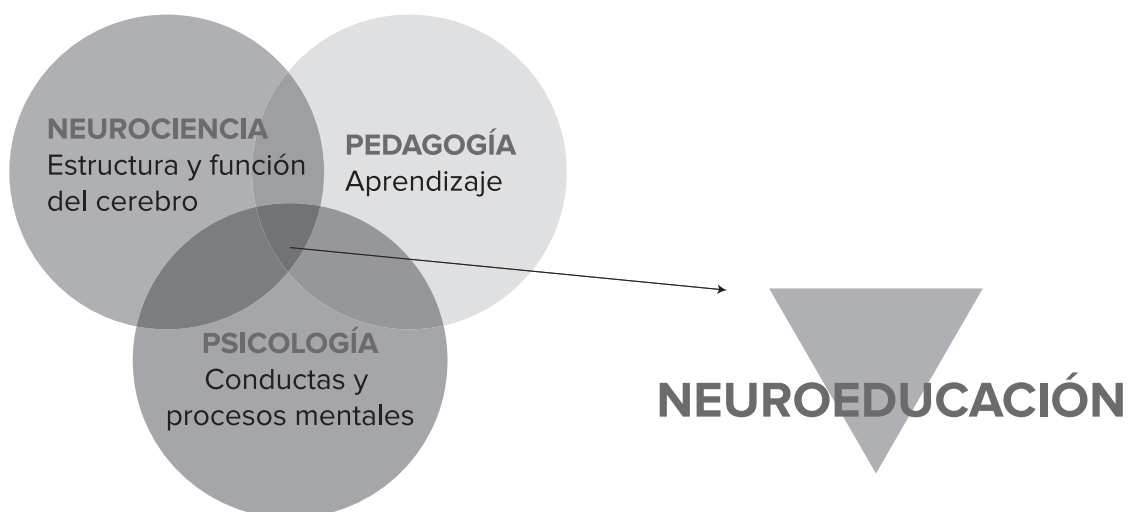 NEUROCIENCIA
Estructura y función
del cerebro
PEDAGOGÍA
Aprendizaje
PSICOLOGÍA
Conductas y
procesos mentales
NEUROEDUCACIÓN